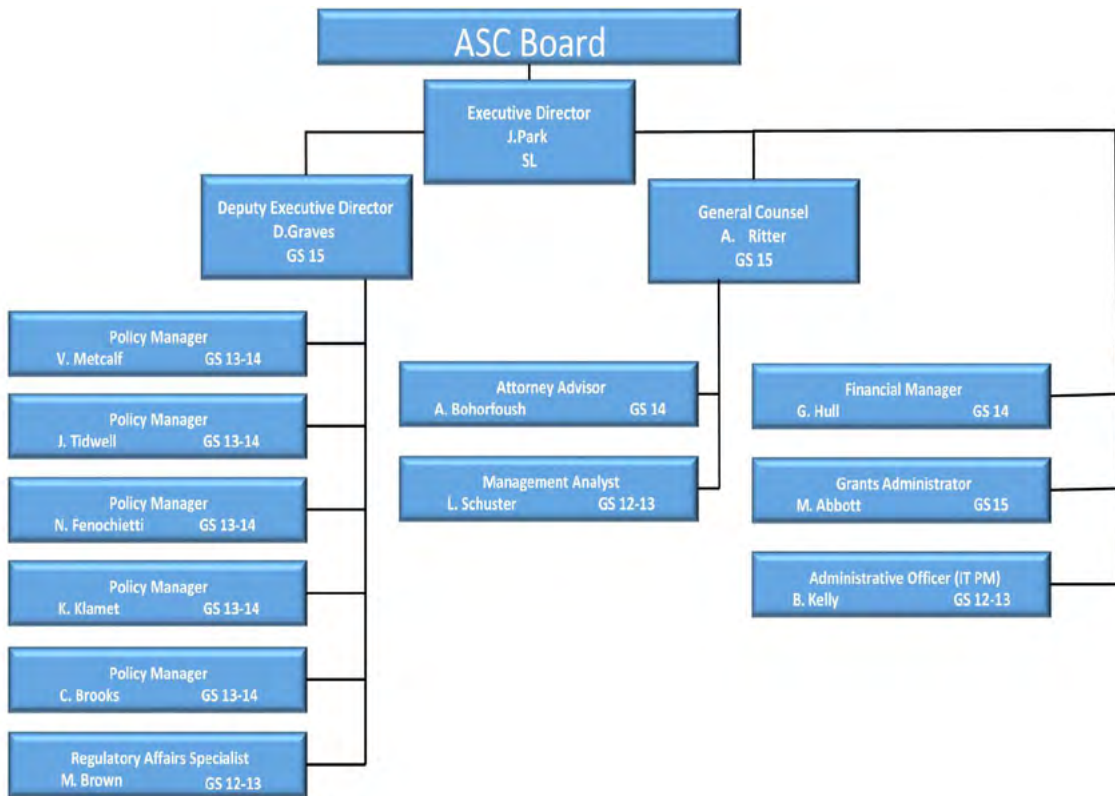 ASC Board
Executive Director
J.Park
SL
Deputy Executive Director
D.Graves
GS 15
General Counsel
A. Ritter
GS 15
Policy Manager
V. Metcalf GS 13-14
Policy Manager
J. Tidwell GS 13-14
Policy Manager
N. Fenochietti GS 13-14
Policy Manager
K. Klamet GS 13-14
Policy Manager
C. Brooks GS 13-14
Regulatory Affairs Specialist
M. Brown GS 12-13
Attorney Advisor
A. Bohorfoush GS 14
Management Analyst
L. Schuster GS 12-13
Financial Manager
G. Hull GS 14
Grants Administrator
M. Abbott GS 15
Administrative Officer (IT PM)
B. Kelly GS 12-13